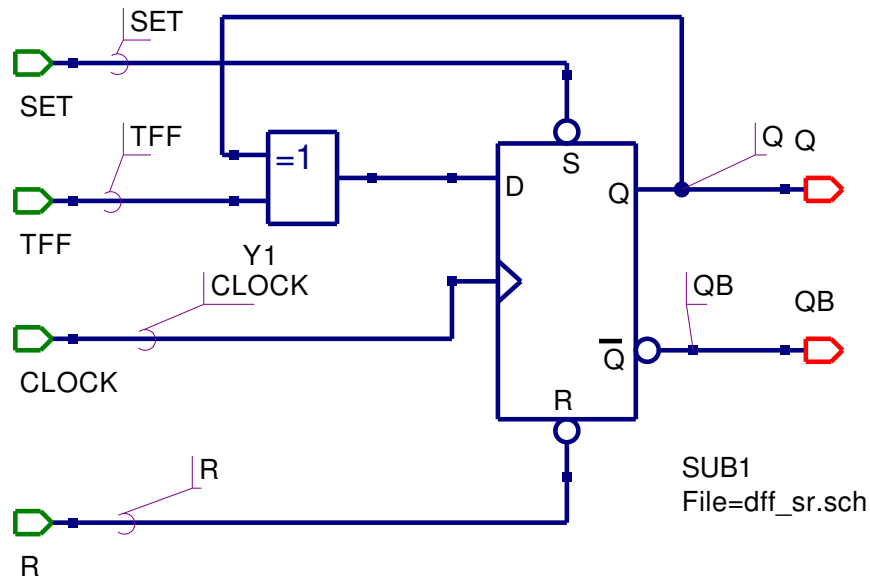 SET
SET
TFF
TFF
=1
Y1
CLOCK
CLOCK
R
R
D
S
Q
Q
R
Q Q
QB QB
SUB1
File=dff_sr.sch